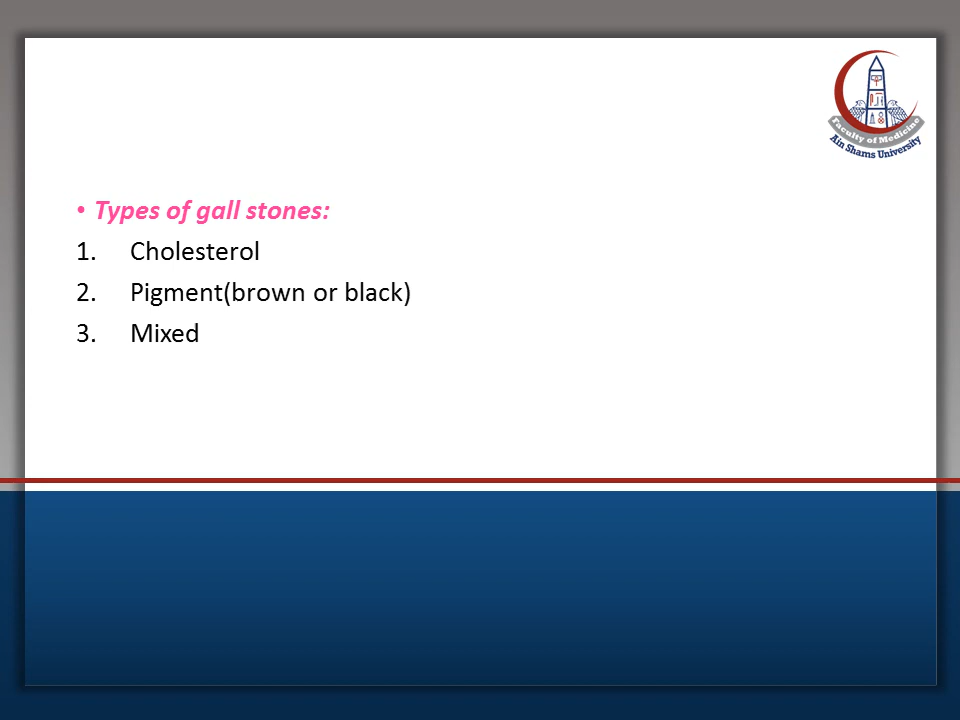 Faculty of Medicine
Ain Shams University
• Types of gall stones:
1. Cholesterol
2. Pigment(brown or black)
3. Mixed